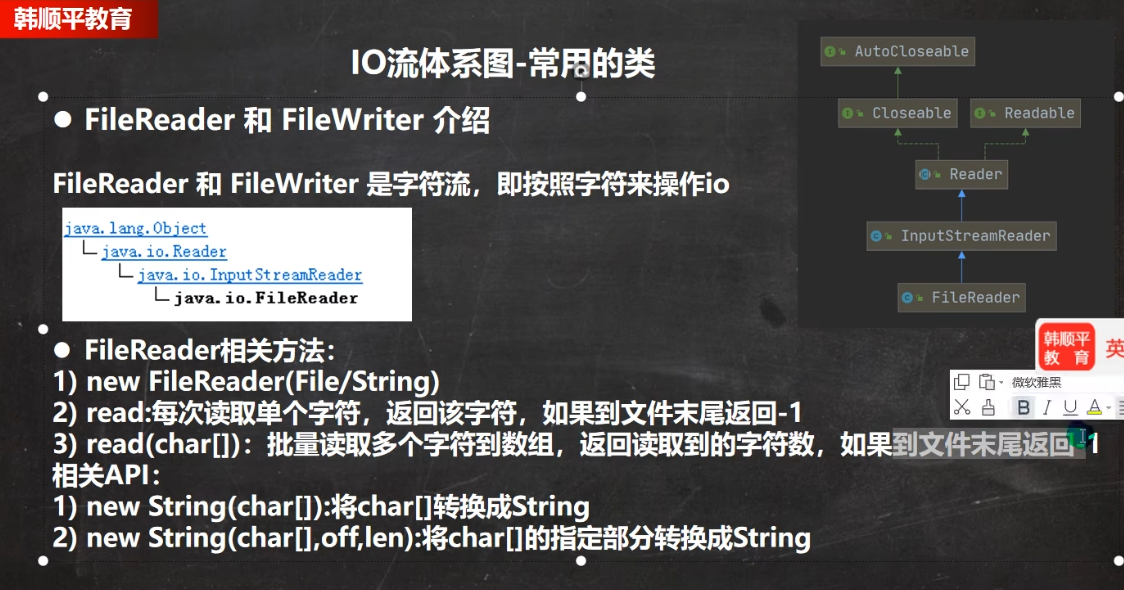 韩顺平教育
IO流体系图-常用的类
AutoCloseable
Closeable
Readable
Reader
InputStreamReader
FileReader
● FileReader 和 FileWriter 介绍
FileReader 和 FileWriter 是字符流，即按照字符来操作io
java.lang.Object
java.io.Reader
java.io.InputStreamReader
java.io.FileReader
● FileReader相关方法：
1) new FileReader(File/String)
2) read:每次读取单个字符，返回该字符，如果到文件末尾返回-1
3) read(char[])：批量读取多个字符到数组，返回读取到的字符数，如果到文件末尾返回-1
相关API：
1) new String(char[]):将char[]转换成String
2) new String(char[],off,len):将char[]的指定部分转换成String
韩顺平
教 育
英
微软雅黑
B I U A